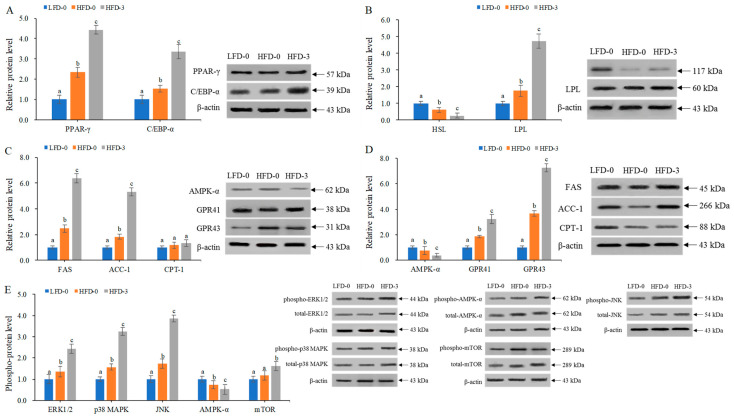 A
LFD-0 HFD-0 HFD-3
Relative protein level
5.0
4.0
3.0
2.0
1.0
0.0
a b c a b c
PPAR-γ C/EBP-α
LFD-0 HFD-0 HFD-3
PPAR-γ 57 kDa
C/EBP-α 39 kDa
β-actin 43 kDa
B
LFD-0 HFD-0 HFD-3
Relative protein level
6.0
5.0
4.0
3.0
2.0
1.0
0.0
a b c a b c
HSL LPL
LFD-0 HFD-0 HFD-3
117 kDa
LPL 60 kDa
β-actin 43 kDa
C
LFD-0 HFD-0 HFD-3
Relative protein level
8.0
6.0
4.0
2.0
0.0
a b c a b c a a a
FAS ACC-1 CPT-1
LFD-0 HFD-0 HFD-3
AMPK-α 62 kDa
GPR41 38 kDa
GPR43 31 kDa
β-actin 43 kDa
D
LFD-0 HFD-0 HFD-3
Relative protein level
8.0
6.0
4.0
2.0
0.0
a b c a b c a b c
AMPK-α GPR41 GPR43
LFD-0 HFD-0 HFD-3
FAS 45 kDa
ACC-1 266 kDa
CPT-1 88 kDa
β-actin 43 kDa
E
LFD-0 HFD-0 HFD-3
Phospho-protein level
5.0
4.0
3.0
2.0
1.0
0.0
a b c a b c a b c a b c a b c
ERK1/2 p38 MAPK JNK AMPK-α mTOR
LFD-0 HFD-0 HFD-3
phospho-ERK1/2 44 kDa
total-ERK1/2 44 kDa
β-actin 43 kDa
phospho-p38 MAPK 38 kDa
total-p38 MAPK 38 kDa
β-actin 43 kDa
LFD-0 HFD-0 HFD-3
phospho-AMPK-α 62 kDa
total-AMPK-α 62 kDa
β-actin 43 kDa
phospho-mTOR 289 kDa
total-mTOR 289 kDa
β-actin 43 kDa
LFD-0 HFD-0 HFD-3
phospho-JNK 54 kDa
total-JNK 54 kDa
β-actin 43 kDa